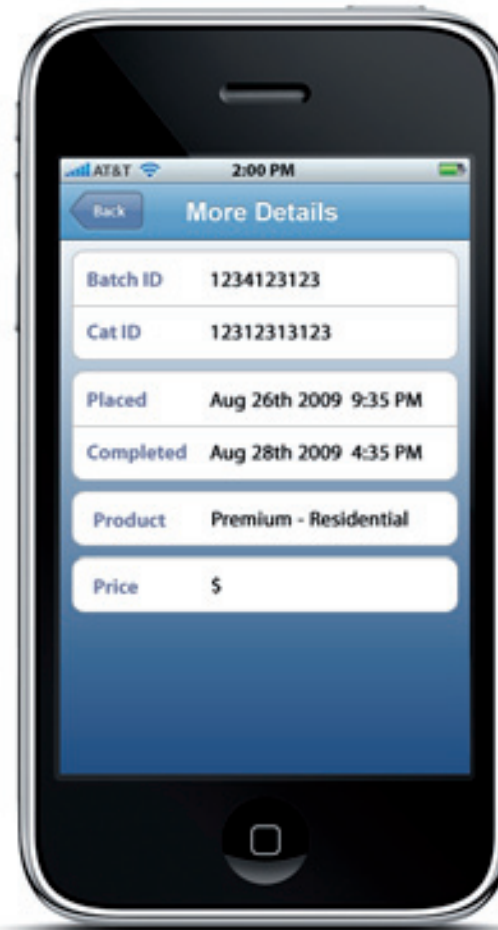 AT&T 2:00 PM
Back More Details
Batch ID 1234123123
Cat ID 12312313123
Placed Aug 26th 2009 9:35 PM
Completed Aug 28th 2009 4:35 PM
Product Premium - Residential
Price $